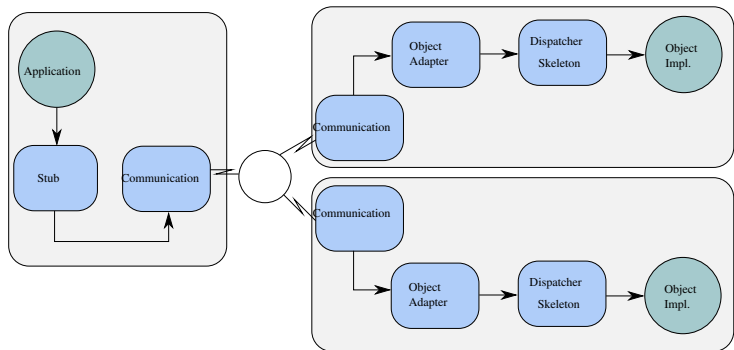 Application
Stub
Communication
Communication
Object
Adapter
Dispatcher
Skeleton
Object
Impl.
Communication
Object
Adapter
Dispatcher
Skeleton
Object
Impl.